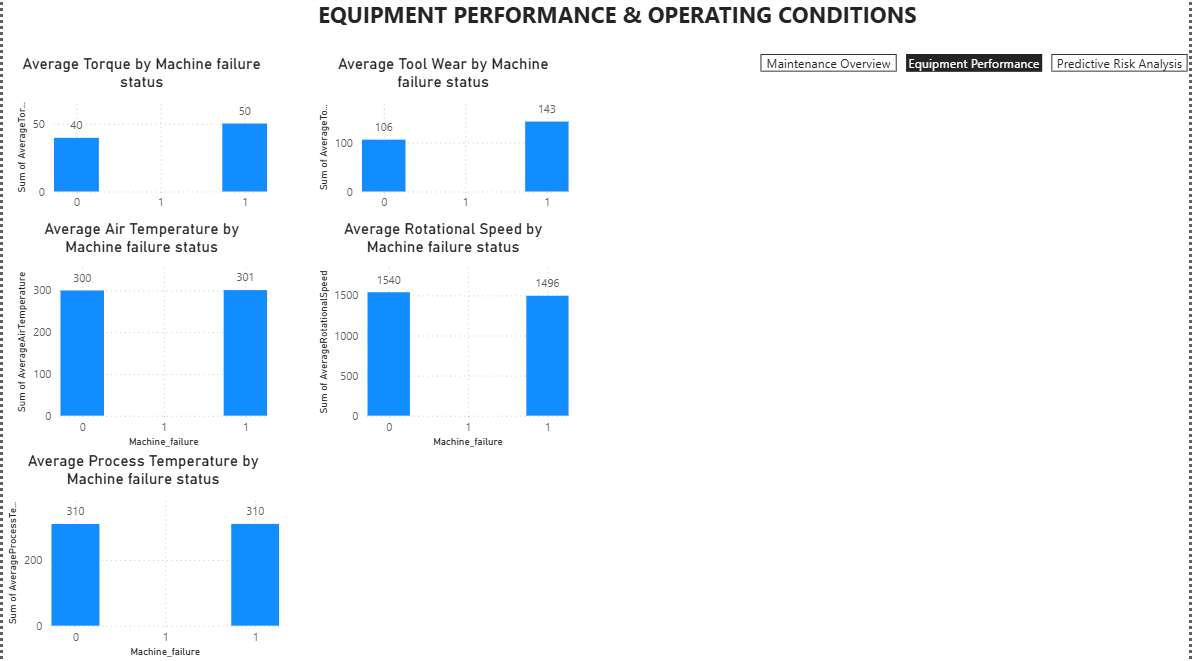 EQUIPMENT PERFORMANCE & OPERATING CONDITIONS
Maintenance Overview
Equipment Performance
Predictive Risk Analysis
Average Torque by Machine failure
status
Sum of AverageTor...
50
0
40
50
0
1
1
Average Tool Wear by Machine
failure status
Sum of AverageTo...
100
0
106
143
0
1
1
Average Air Temperature by
Machine failure status
Sum of AverageAirTemperature
300
200
100
0
300
301
0
1
1
Machine_failure
Average Rotational Speed by
Machine failure status
Sum of AverageRotationalSpeed
1500
1000
500
0
1540
1496
0
1
1
Machine_failure
Average Process Temperature by
Machine failure status
Sum of AverageProcessTe...
200
0
310
310
0
1
1
Machine_failure